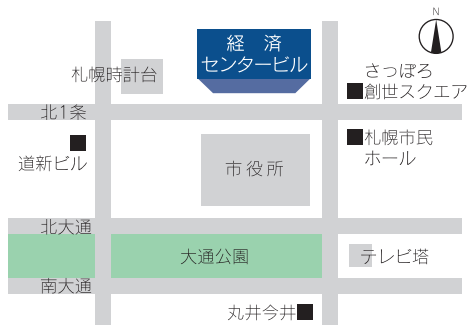 N
経　済
センタービル
札幌時計台
さっぽろ
創世スクエア
北1条
札幌市民
ホール
道新ビル
市役所
北大通
大通公園
テレビ塔
南大通
丸井今井